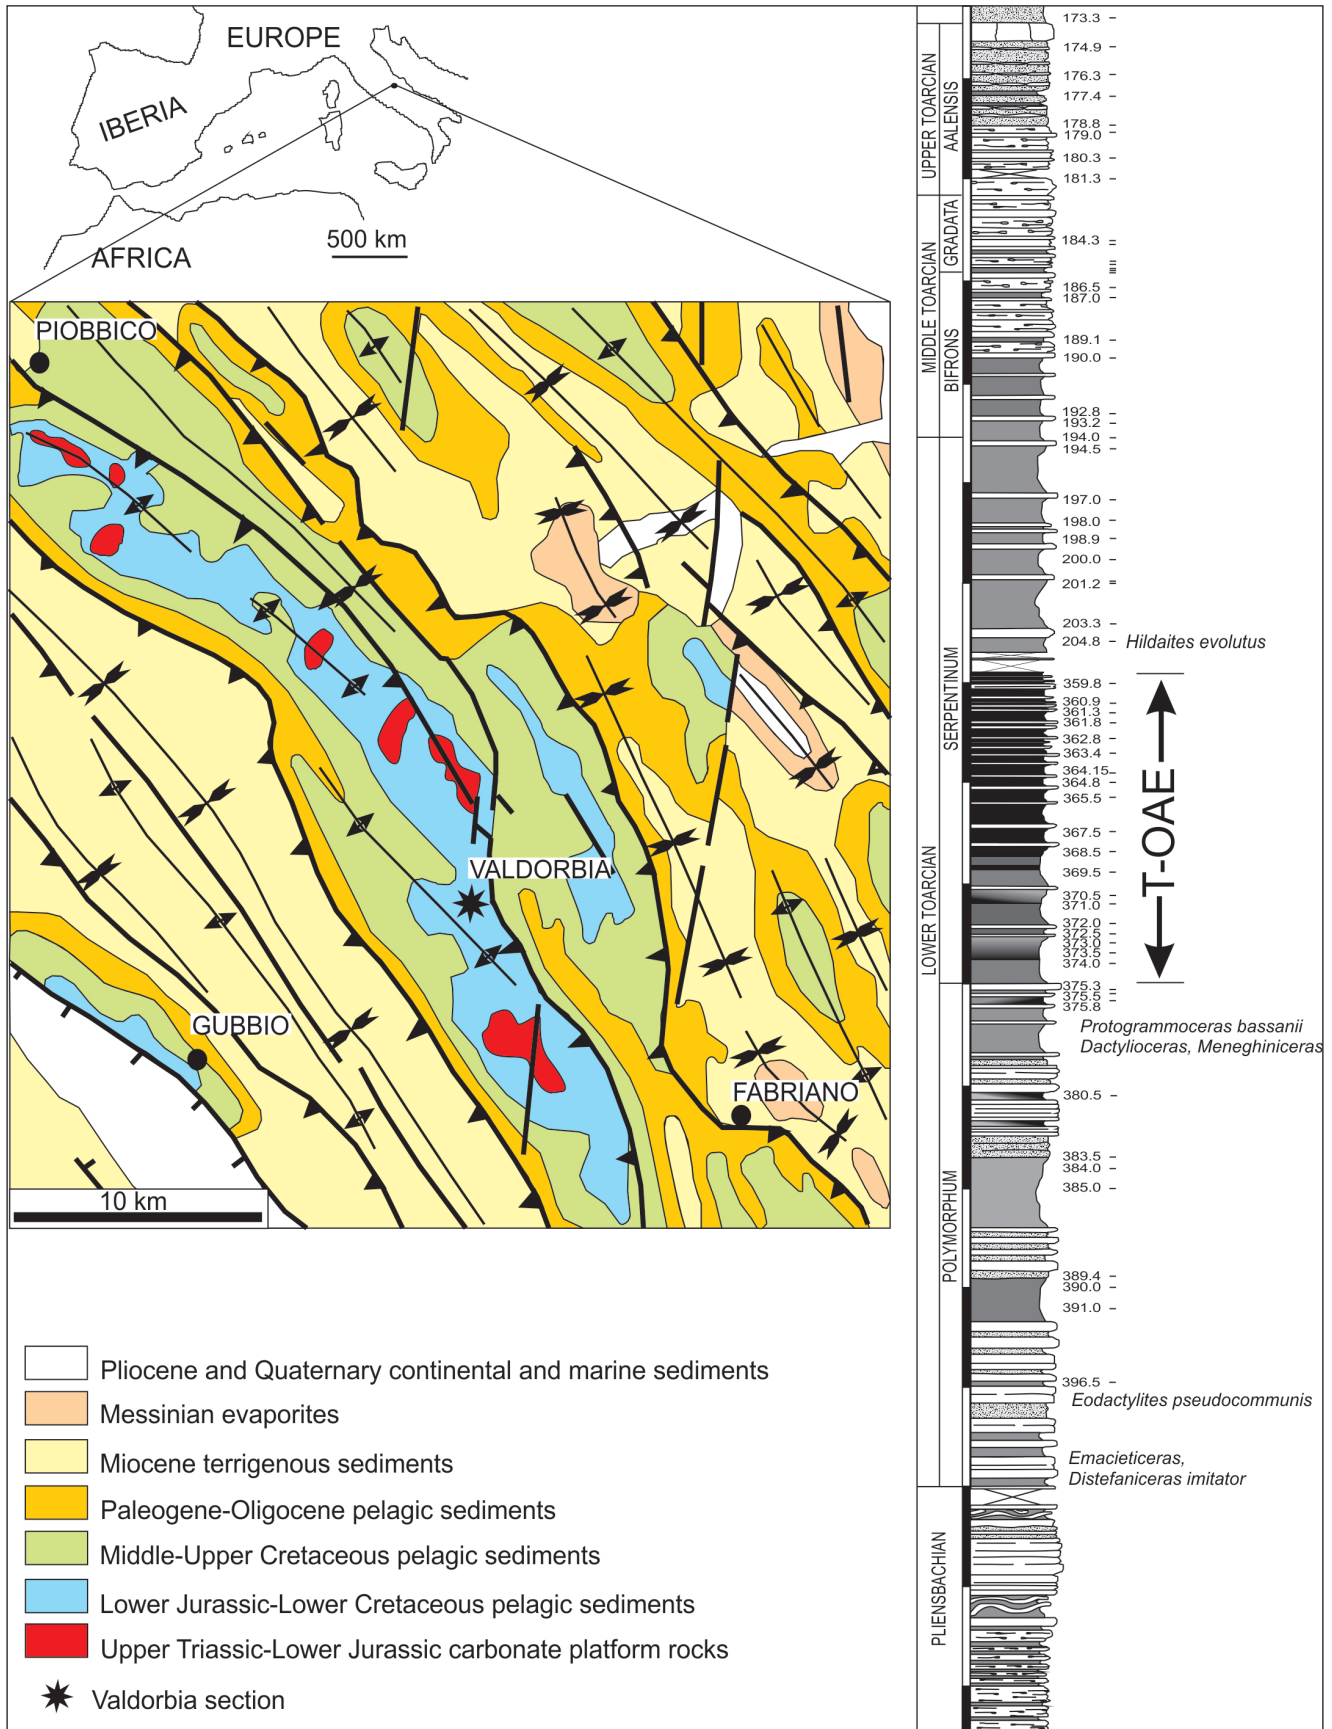 EUROPE
IBERIA
AFRICA
500 km
PIOBBICO
VALDORBIA
GUBBIO
FABRIANO
10 km
Pliocene and Quaternary continental and marine sediments
Messinian evaporites
Miocene terrigenous sediments
Paleogene-Oligocene pelagic sediments
Middle-Upper Cretaceous pelagic sediments
Lower Jurassic-Lower Cretaceous pelagic sediments
Upper Triassic-Lower Jurassic carbonate platform rocks
Valdorbia section
UPPER TOARCIAN
AALENSIS
MIDDLE TOARCIAN
GRADATA
BIFRONS
LOWER TOARCIAN
SERPENTINUM
POLYMORPHUM
PLIENSBACHIAN
173.3
174.9
176.3
177.4
178.8
179.0
180.3
181.3
184.3
186.5
187.0
189.1
190.0
192.8
193.2
194.0
194.5
197.0
198.0
198.9
200.0
201.2
203.3
204.8
Hildaites evolutus
359.8
360.9
361.3
361.8
362.8
363.4
364.15
364.8
365.5
367.5
368.5
369.5
370.5
371.0
372.0
372.5
373.0
373.5
374.0
T-OAE
375.3
375.5
375.8
Protogrammoceras bassanii
Dactylioceras, Meneghiniceras
380.5
383.5
384.0
385.0
389.4
390.0
391.0
396.5
Eodactylites pseudocommunis
Emacieticeras,
Distefaniceras imitator